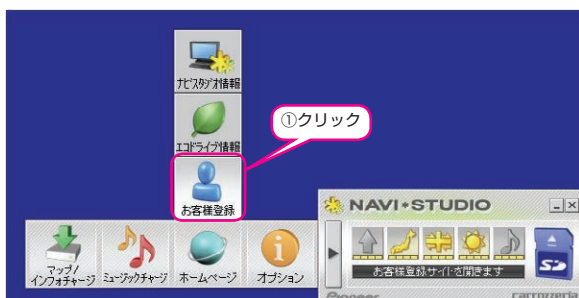 ナビスタジオ情報
エコドライブ情報
①クリック
お客様登録
マップ/
インフォチャージ
ミュージックチャージ
ホームページ
オプション
NAVI*STUDIO
お客様登録サイトを開きます
SD
Pioneer
carrozzeria